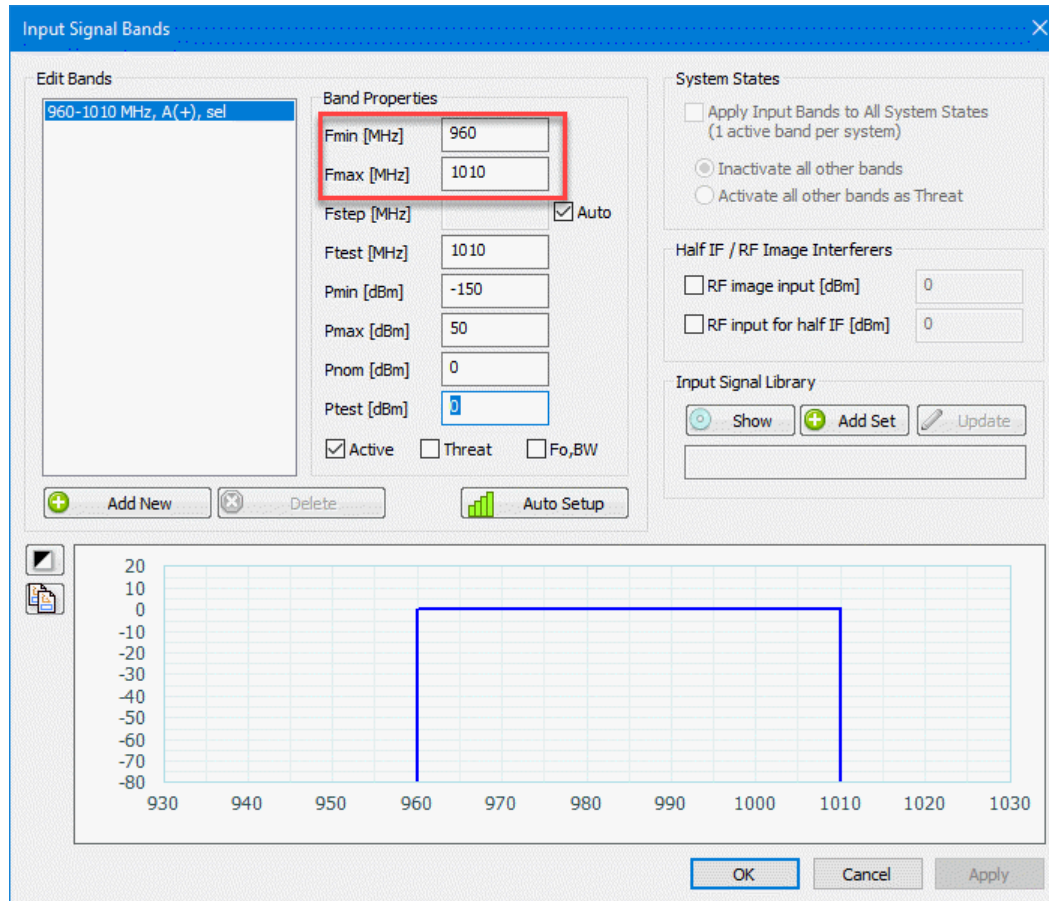 Input Signal Bands
Edit Bands
960-1010 MHz, A(+), sel
Band Properties
Fmin [MHz] 960
Fmax [MHz] 1010
Fstep [MHz] Auto
Ftest [MHz] 1010
Pmin [dBm] -150
Pmax [dBm] 50
Pnom [dBm] 0
Ptest [dBm] 0
Active Threat Fo,BW
Add New Delete Auto Setup
System States
Apply Input Bands to All System States
(1 active band per system)
Inactivate all other bands
Activate all other bands as Threat
Half IF / RF Image Interferers
RF image input [dBm] 0
RF input for half IF [dBm] 0
Input Signal Library
Show Add Set Update
20
10
0
-10
-20
-30
-40
-50
-60
-70
-80
930 940 950 960 970 980 990 1000 1010 1020 1030
OK Cancel Apply